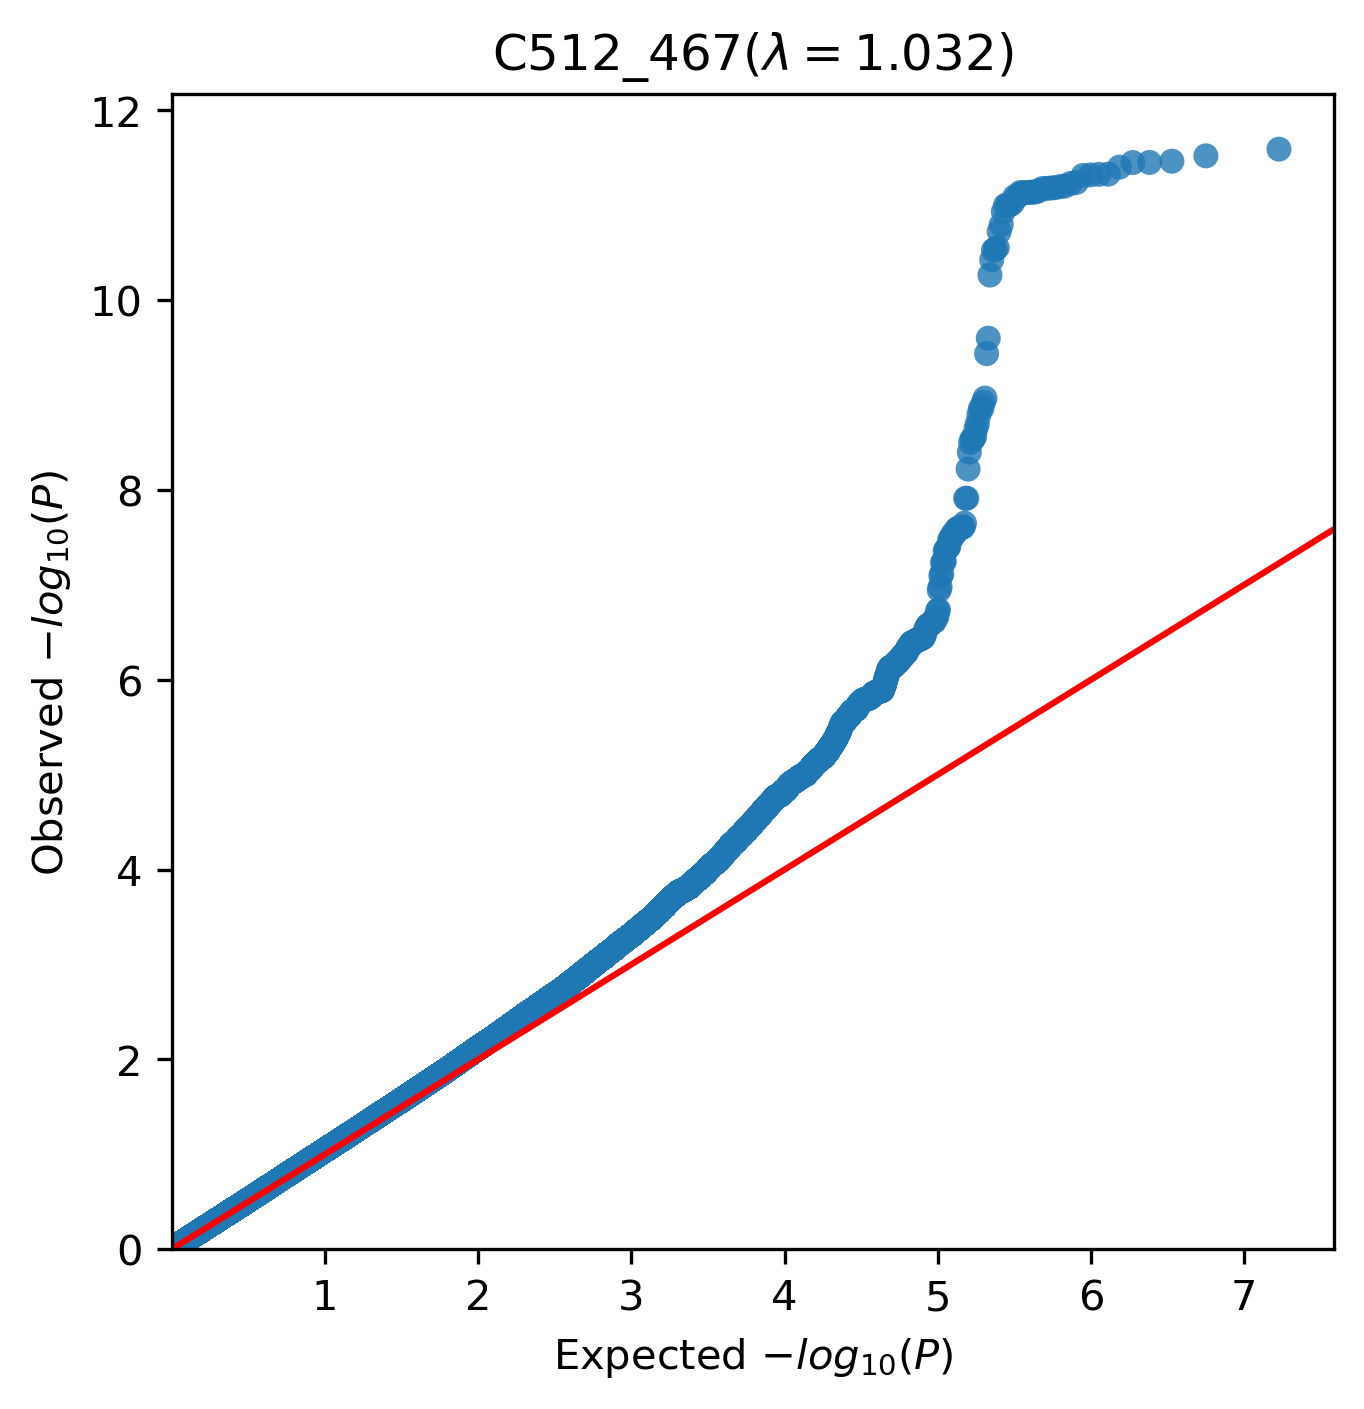 C512_467(λ = 1.032)
12
10
8
6
4
2
0
Observed −log10(P)
1 2 3 4 5 6 7
Expected −log10(P)